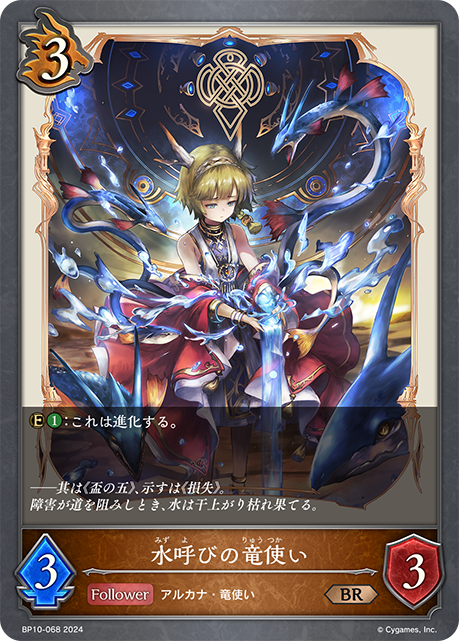 3
E 1：これは進化する。
――其は《盃の五》、示すは《損失》。
障害が道を阻みしとき、水は干上がり枯れ果てる。
みずよ りゅうつか
水呼びの竜使い
3
Follower アルカナ・竜使い BR
3
BP10-068 2024 © Cygames, Inc.